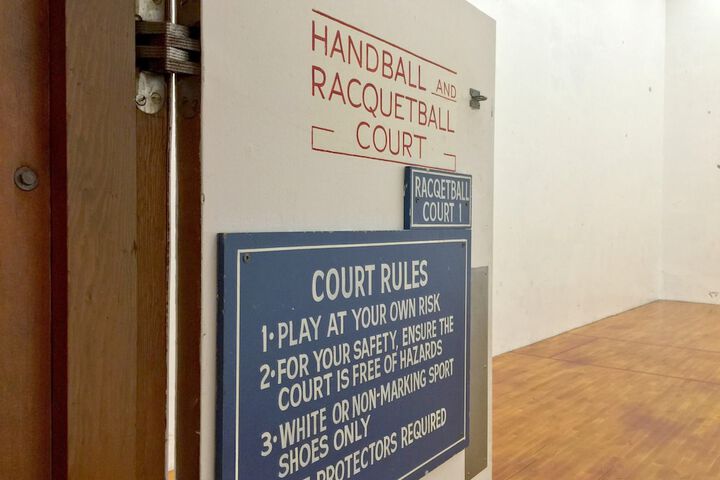 HANDBALL AND
RACQUETBALL
COURT
RACQETBALL
COURT 1
COURT RULES
1• PLAY AT YOUR OWN RISK
2• FOR YOUR SAFETY, ENSURE THE
COURT IS FREE OF HAZARDS
3• WHITE OR NON-MARKING SPORT
SHOES ONLY
PROTECTORS REQUIRED